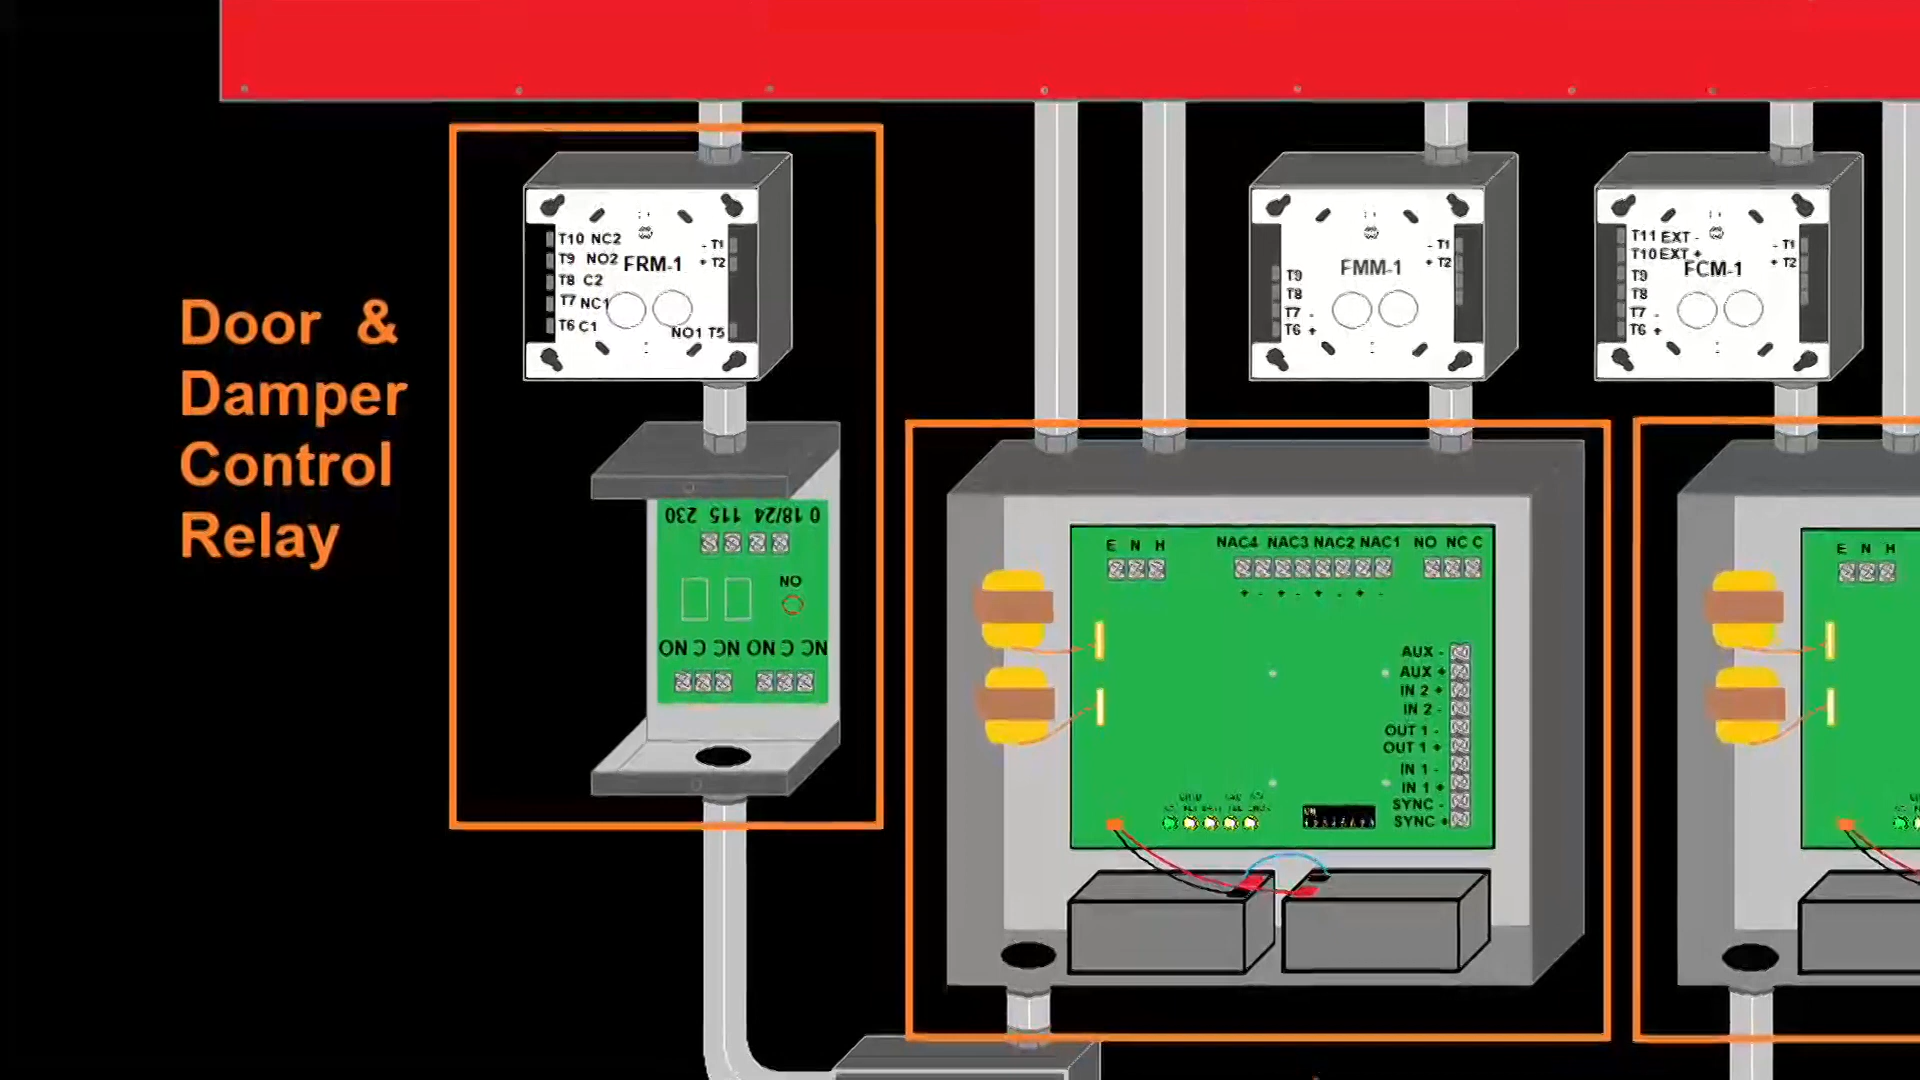 Door &
Damper
Control
Relay
T10 NC2
T9 NO2
T8 C2
T7 NC1
T6 C1
FRM-1
- T1
+ T2
NO1 T5
230 115 18/24 0
NO
NO C NC NO C NC
T9
T8
T7 -
T6 +
FMM-1
- T1
+ T2
T11 EXT -
T10 EXT +
T9
T8
T7 -
T6 +
FCM-1
- T1
+ T2
E N H
NAC4 NAC3 NAC2 NAC1
NO NC C
+ - + - + - + -
AUX -
AUX +
IN 2 +
IN 2 -
OUT 1 -
OUT 1 +
IN 1 -
IN 1 +
SYNC -
SYNC +
ON
E N H